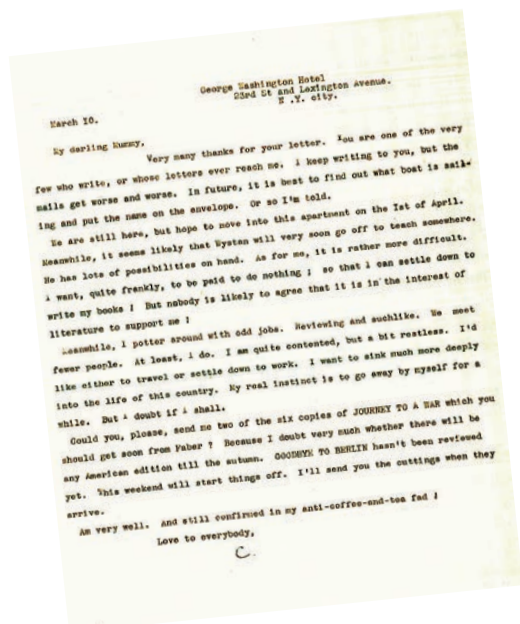 George Washington Hotel
23rd St and Lexington Avenue.
N .Y. city.
March 10.
My darling Mummy,
Very many thanks for your letter. You are one of the very
few who write, or whose letters ever reach me. I keep writing to you, but the
mails get worse and worse. In future, it is best to find out what boat is sail-
ing and put the name on the envelope. Or so I'm told.
We are still here, but hope to move into this apartment on the Ist of April.
Meanwhile, it seems likely that Wystan will very soon go off to teach somewhere.
He has lots of possibilities on hand. As for me, it is rather more difficult.
I want, quite frankly, to be paid to do nothing ; so that I can settle down to
write my books ; But nobody is likely to agree that it is in the interest of
literature to support me ;
Meanwhile, I potter around with odd jobs. Reviewing and suchlike. We meet
fewer people. At least, I do. I am quite contented, but a bit restless. I'd
like either to travel or settle down to work. I want to sink much more deeply
into the life of this country. My real instinct is to go away by myself for a
while. But I doubt if I shall.
Could you, please, send me two of the six copies of JOURNEY TO A WAR which you
should get soon from Faber ? Because I doubt very much whether there will be
any American edition till the autumn. GOODBYE TO BERLIN hasn't been reviewed
yet. This weekend will start things off. I'll send you the cuttings when they
arrive.
Am very well. And still confirmed in my anti-coffee-and-tea fad ;
Love to everybody,
C.